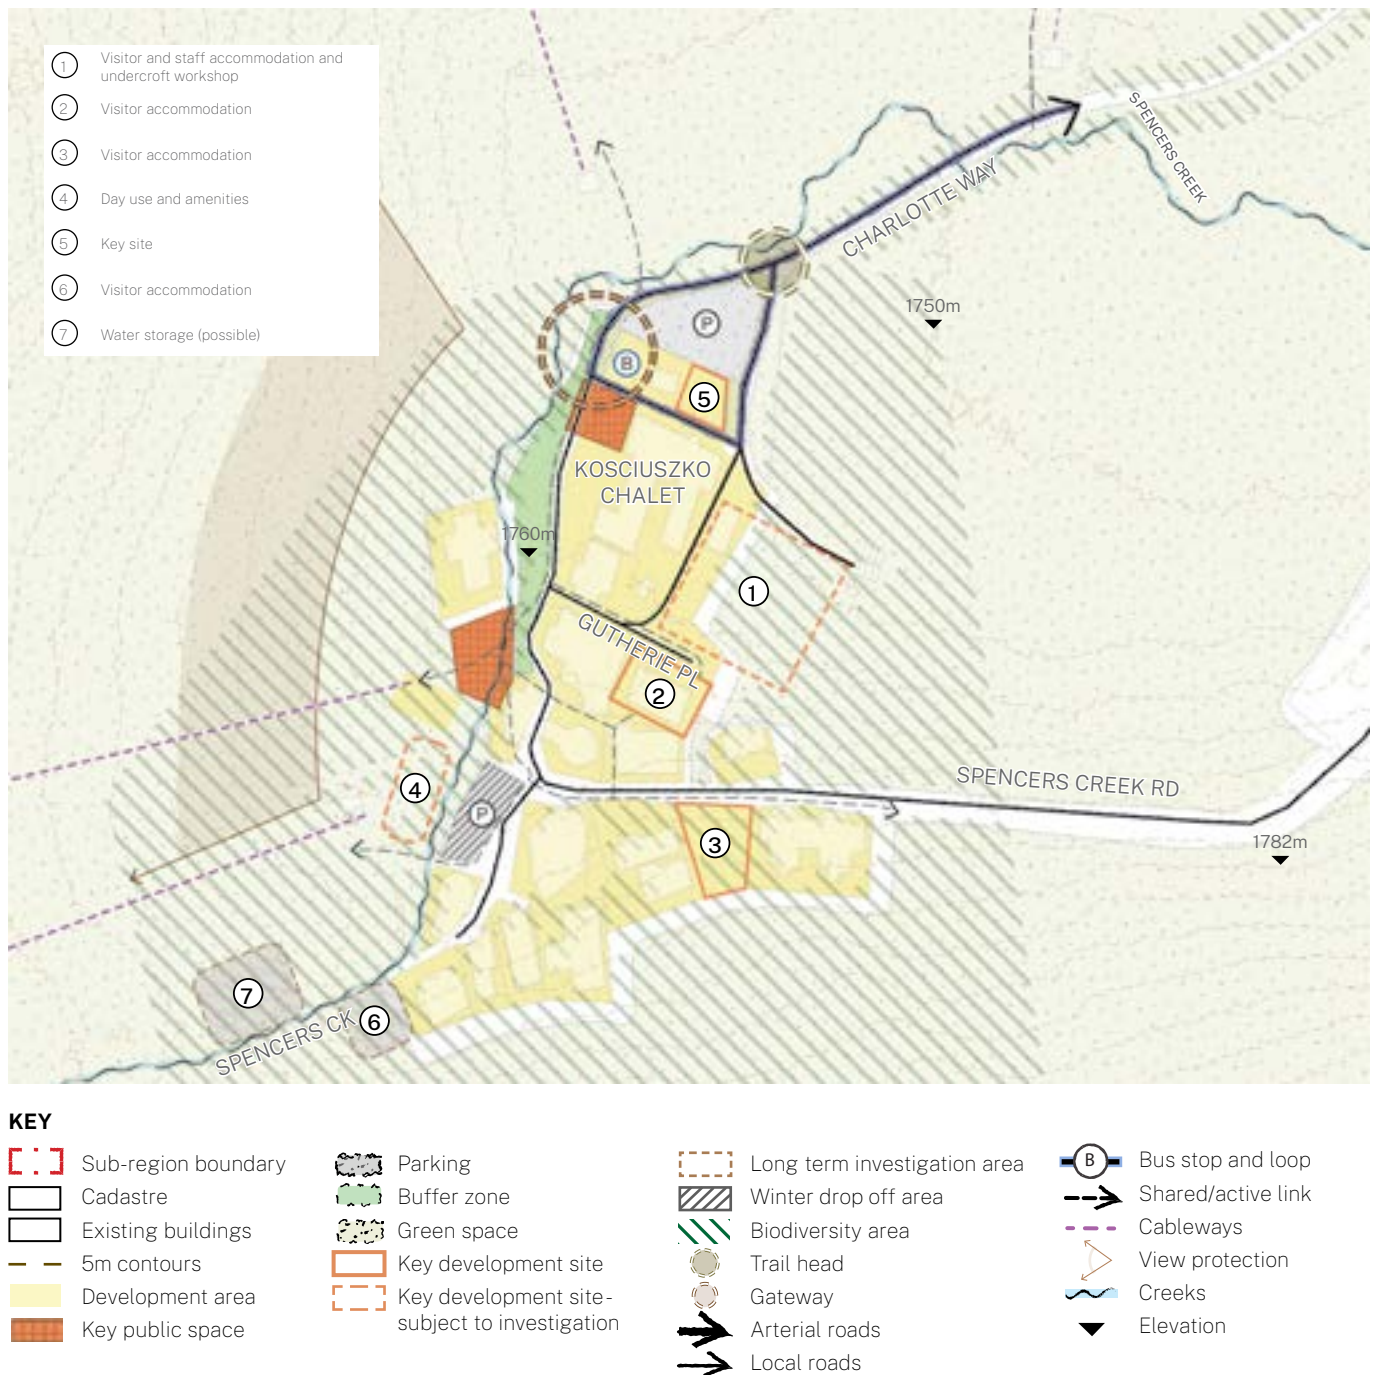 1 Visitor and staff accommodation and
undercroft workshop
2 Visitor accommodation
3 Visitor accommodation
4 Day use and amenities
5 Key site
6 Visitor accommodation
7 Water storage (possible)
SPENCERS CREEK
CHARLOTTE WAY
1750m
P
B
5
KOSCIUSZKO
CHALET
1760m
1
GUTHERIE PL
2
SPENCERS CREEK RD
4
P
3
1782m
7
6
SPENCERS CK
KEY
Sub-region boundary
Cadastre
Existing buildings
5m contours
Development area
Key public space
Parking
Buffer zone
Green space
Key development site
Key development site-
subject to investigation
Long term investigation area
Winter drop off area
Biodiversity area
Trail head
Gateway
Arterial roads
Local roads
B Bus stop and loop
Shared/active link
Cableways
View protection
Creeks
Elevation